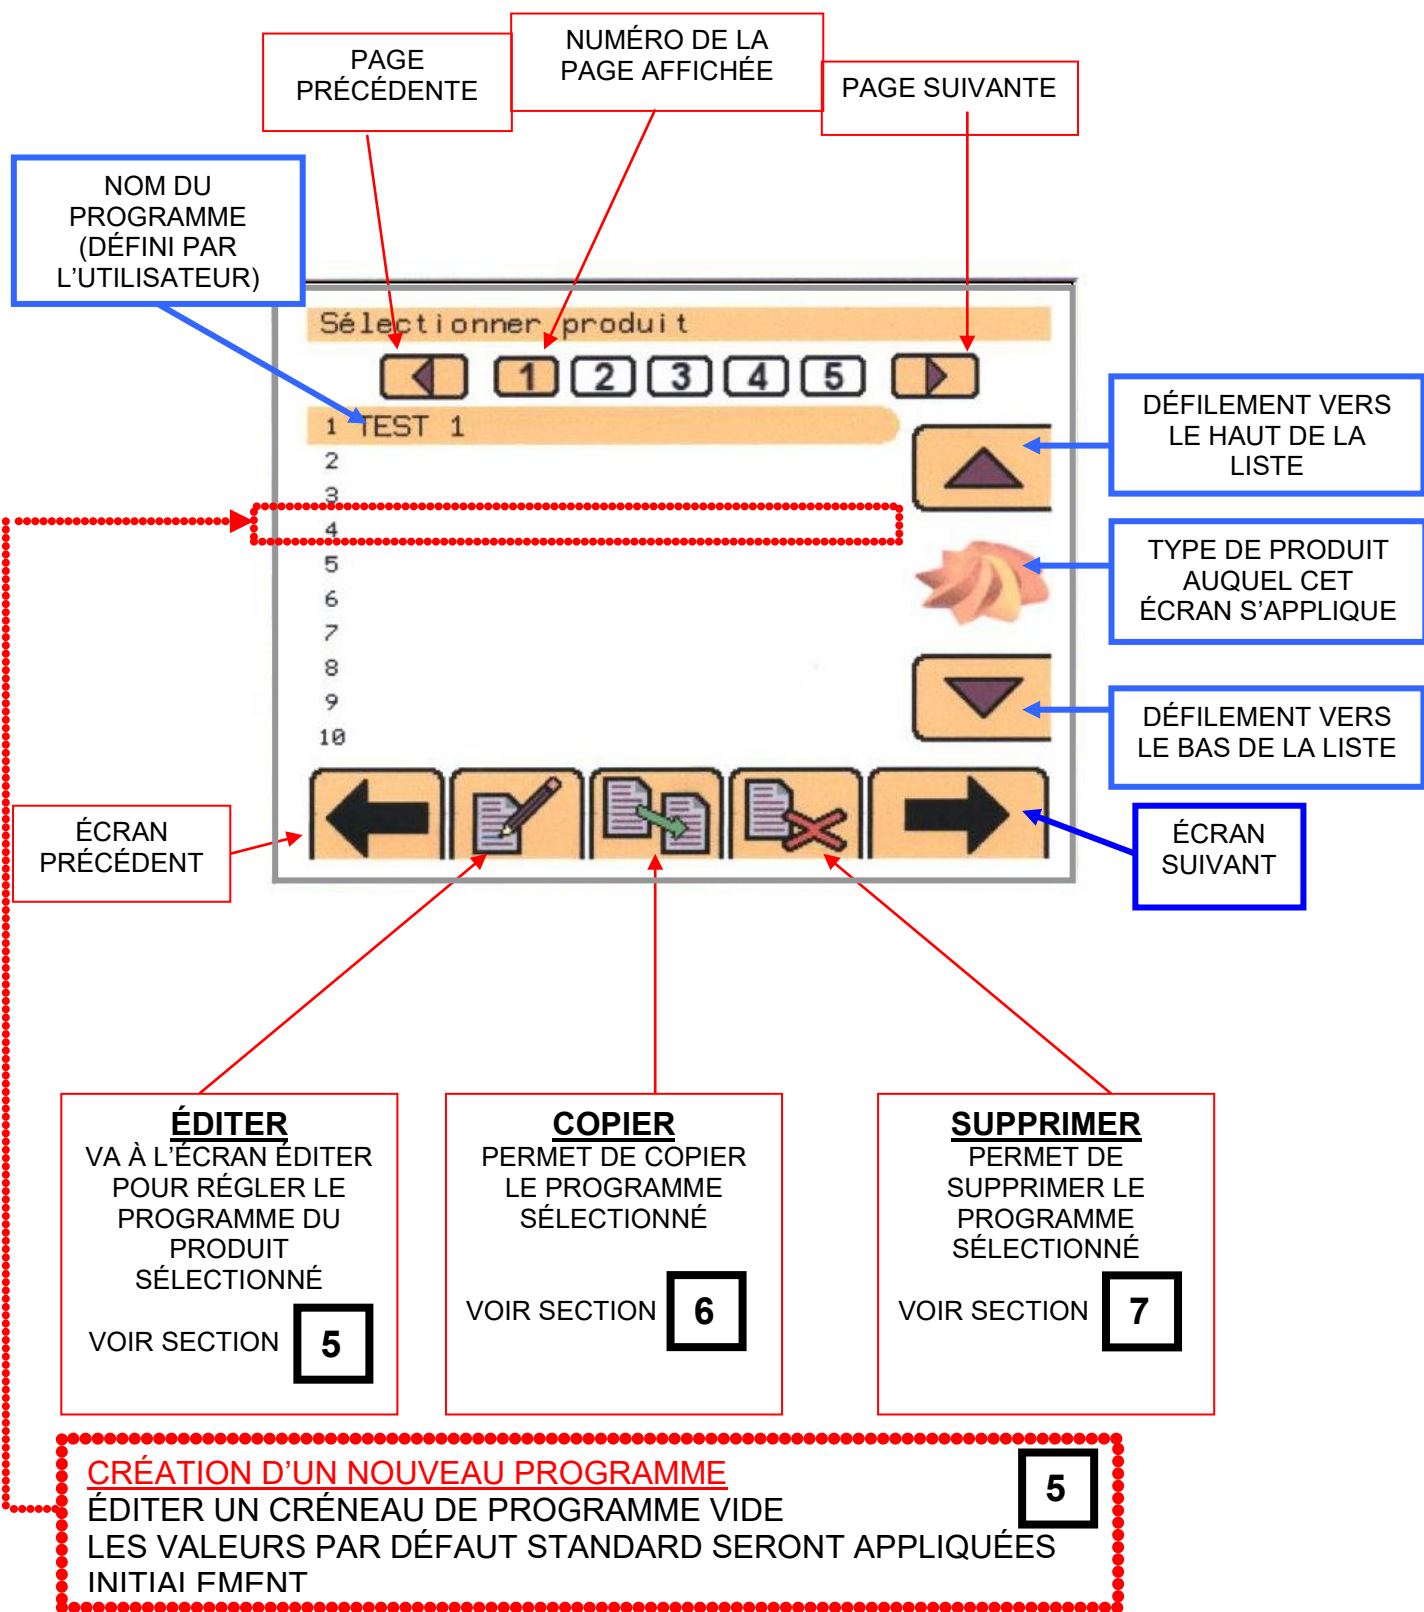 PAGE
PRÉCÉDENTE
NUMÉRO DE LA
PAGE AFFICHÉE
PAGE SUIVANTE
NOM DU
PROGRAMME
(DÉFINI PAR
L’UTILISATEUR)
Sélectionner produit
1 2 3 4 5
1 TEST 1
2
3
4
5
6
7
8
9
10
DÉFILEMENT VERS
LE HAUT DE LA
LISTE
TYPE DE PRODUIT
AUQUEL CET
ÉCRAN S’APPLIQUE
DÉFILEMENT VERS
LE BAS DE LA LISTE
ÉCRAN
PRÉCÉDENT
ÉCRAN
SUIVANT
ÉDITER
VA À L’ÉCRAN ÉDITER
POUR RÉGLER LE
PROGRAMME DU
PRODUIT
SÉLECTIONNÉ
VOIR SECTION 5
COPIER
PERMET DE COPIER
LE PROGRAMME
SÉLECTIONNÉ
VOIR SECTION 6
SUPPRIMER
PERMET DE
SUPPRIMER LE
PROGRAMME
SÉLECTIONNÉ
VOIR SECTION 7
CRÉATION D’UN NOUVEAU PROGRAMME 5
ÉDITER UN CRÉNEAU DE PROGRAMME VIDE
LES VALEURS PAR DÉFAUT STANDARD SERONT APPLIQUÉES
INITIALEMENT